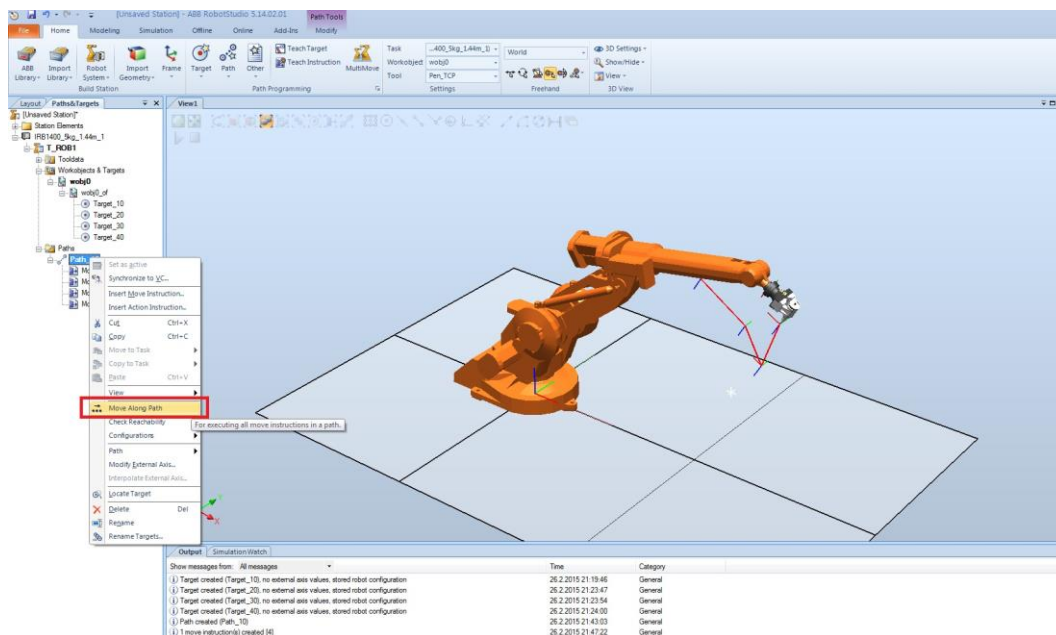 [Unsaved Station] - ABB RobotStudio 5.14.02.01
Path Tools
File Home Modeling Simulation Offline Online Add-Ins Modify
ABB Library
Import Library
Robot System
Import Geometry
Frame
Target
Path
Other
Teach Target
Teach Instruction
MultiMove
Task ...400_5kg_1.44m_1)
Workobject wobj0
Tool Pen_TCP
World
3D Settings
Show/Hide
View
Build Station Path Programming Settings Freehand 3D View
Layout Paths&Targets View1
[Unsaved Station]*
Station Elements
IRB1400_5kg_1.44m_1
T_ROB1
Tooldata
Workobjects & Targets
wobj0
wobj0_of
Target_10
Target_20
Target_30
Target_40
Paths
Path_
Mo
Mo
Mo
Mo
Set as active
Synchronize to VC...
Insert Move Instruction...
Insert Action Instruction...
Cut Ctrl+X
Copy Ctrl+C
Move to Task
Copy to Task
Paste Ctrl+V
View
Move Along Path
Check Reachability
For executing all move instructions in a path.
Configurations
Path
Modify External Axis...
Interpolate External Axis...
Locate Target
Delete Del
Rename
Rename Targets...
X
Output Simulation Watch
Show messages from: All messages Time Category
Target created (Target_10), no external axis values, stored robot configuration 26.2.2015 21:19:46 General
Target created (Target_20), no external axis values, stored robot configuration 26.2.2015 21:23:47 General
Target created (Target_30), no external axis values, stored robot configuration 26.2.2015 21:23:54 General
Target created (Target_40), no external axis values, stored robot configuration 26.2.2015 21:24:00 General
Path created (Path_10) 26.2.2015 21:43:03 General
1 move instruction(s) created [4] 26.2.2015 21:47:22 General